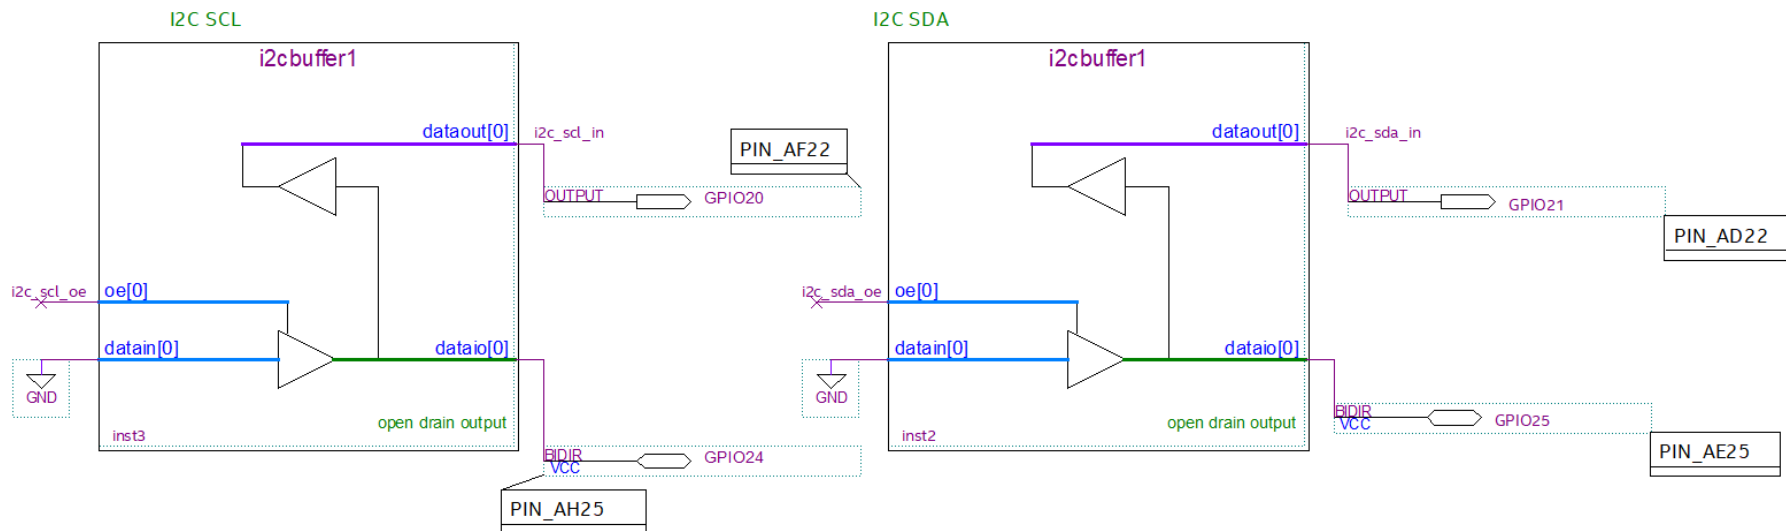 I2C SCL
i2cbuffer1
dataout[0]
i2c_scl_in
PIN_AF22
OUTPUT
GPIO20
i2c_scl_oe
oe[0]
datain[0]
dataio[0]
GND
open drain output
inst3
BIDIR
VCC
GPIO24
PIN_AH25
I2C SDA
i2cbuffer1
dataout[0]
i2c_sda_in
OUTPUT
GPIO21
PIN_AD22
i2c_sda_oe
oe[0]
datain[0]
dataio[0]
GND
open drain output
inst2
BIDIR
VCC
GPIO25
PIN_AE25